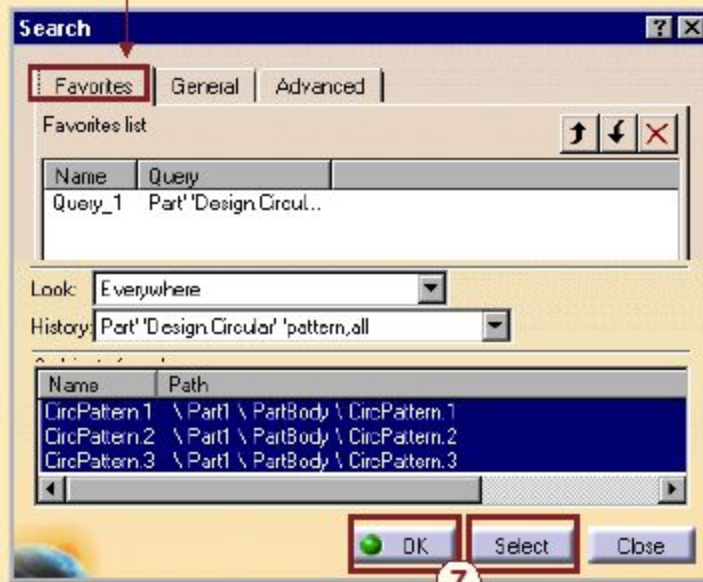 Search
Favorites General Advanced
Favorites list
Name Query
Query_1 Part' 'Design.Circul...
Look: Everywhere
History: Part' 'Design.Circular' 'pattern,all
Name Path
CircPattern.1 \ Part1 \ PartBody \ CircPattern.1
CircPattern.2 \ Part1 \ PartBody \ CircPattern.2
CircPattern.3 \ Part1 \ PartBody \ CircPattern.3
OK Select Close
7